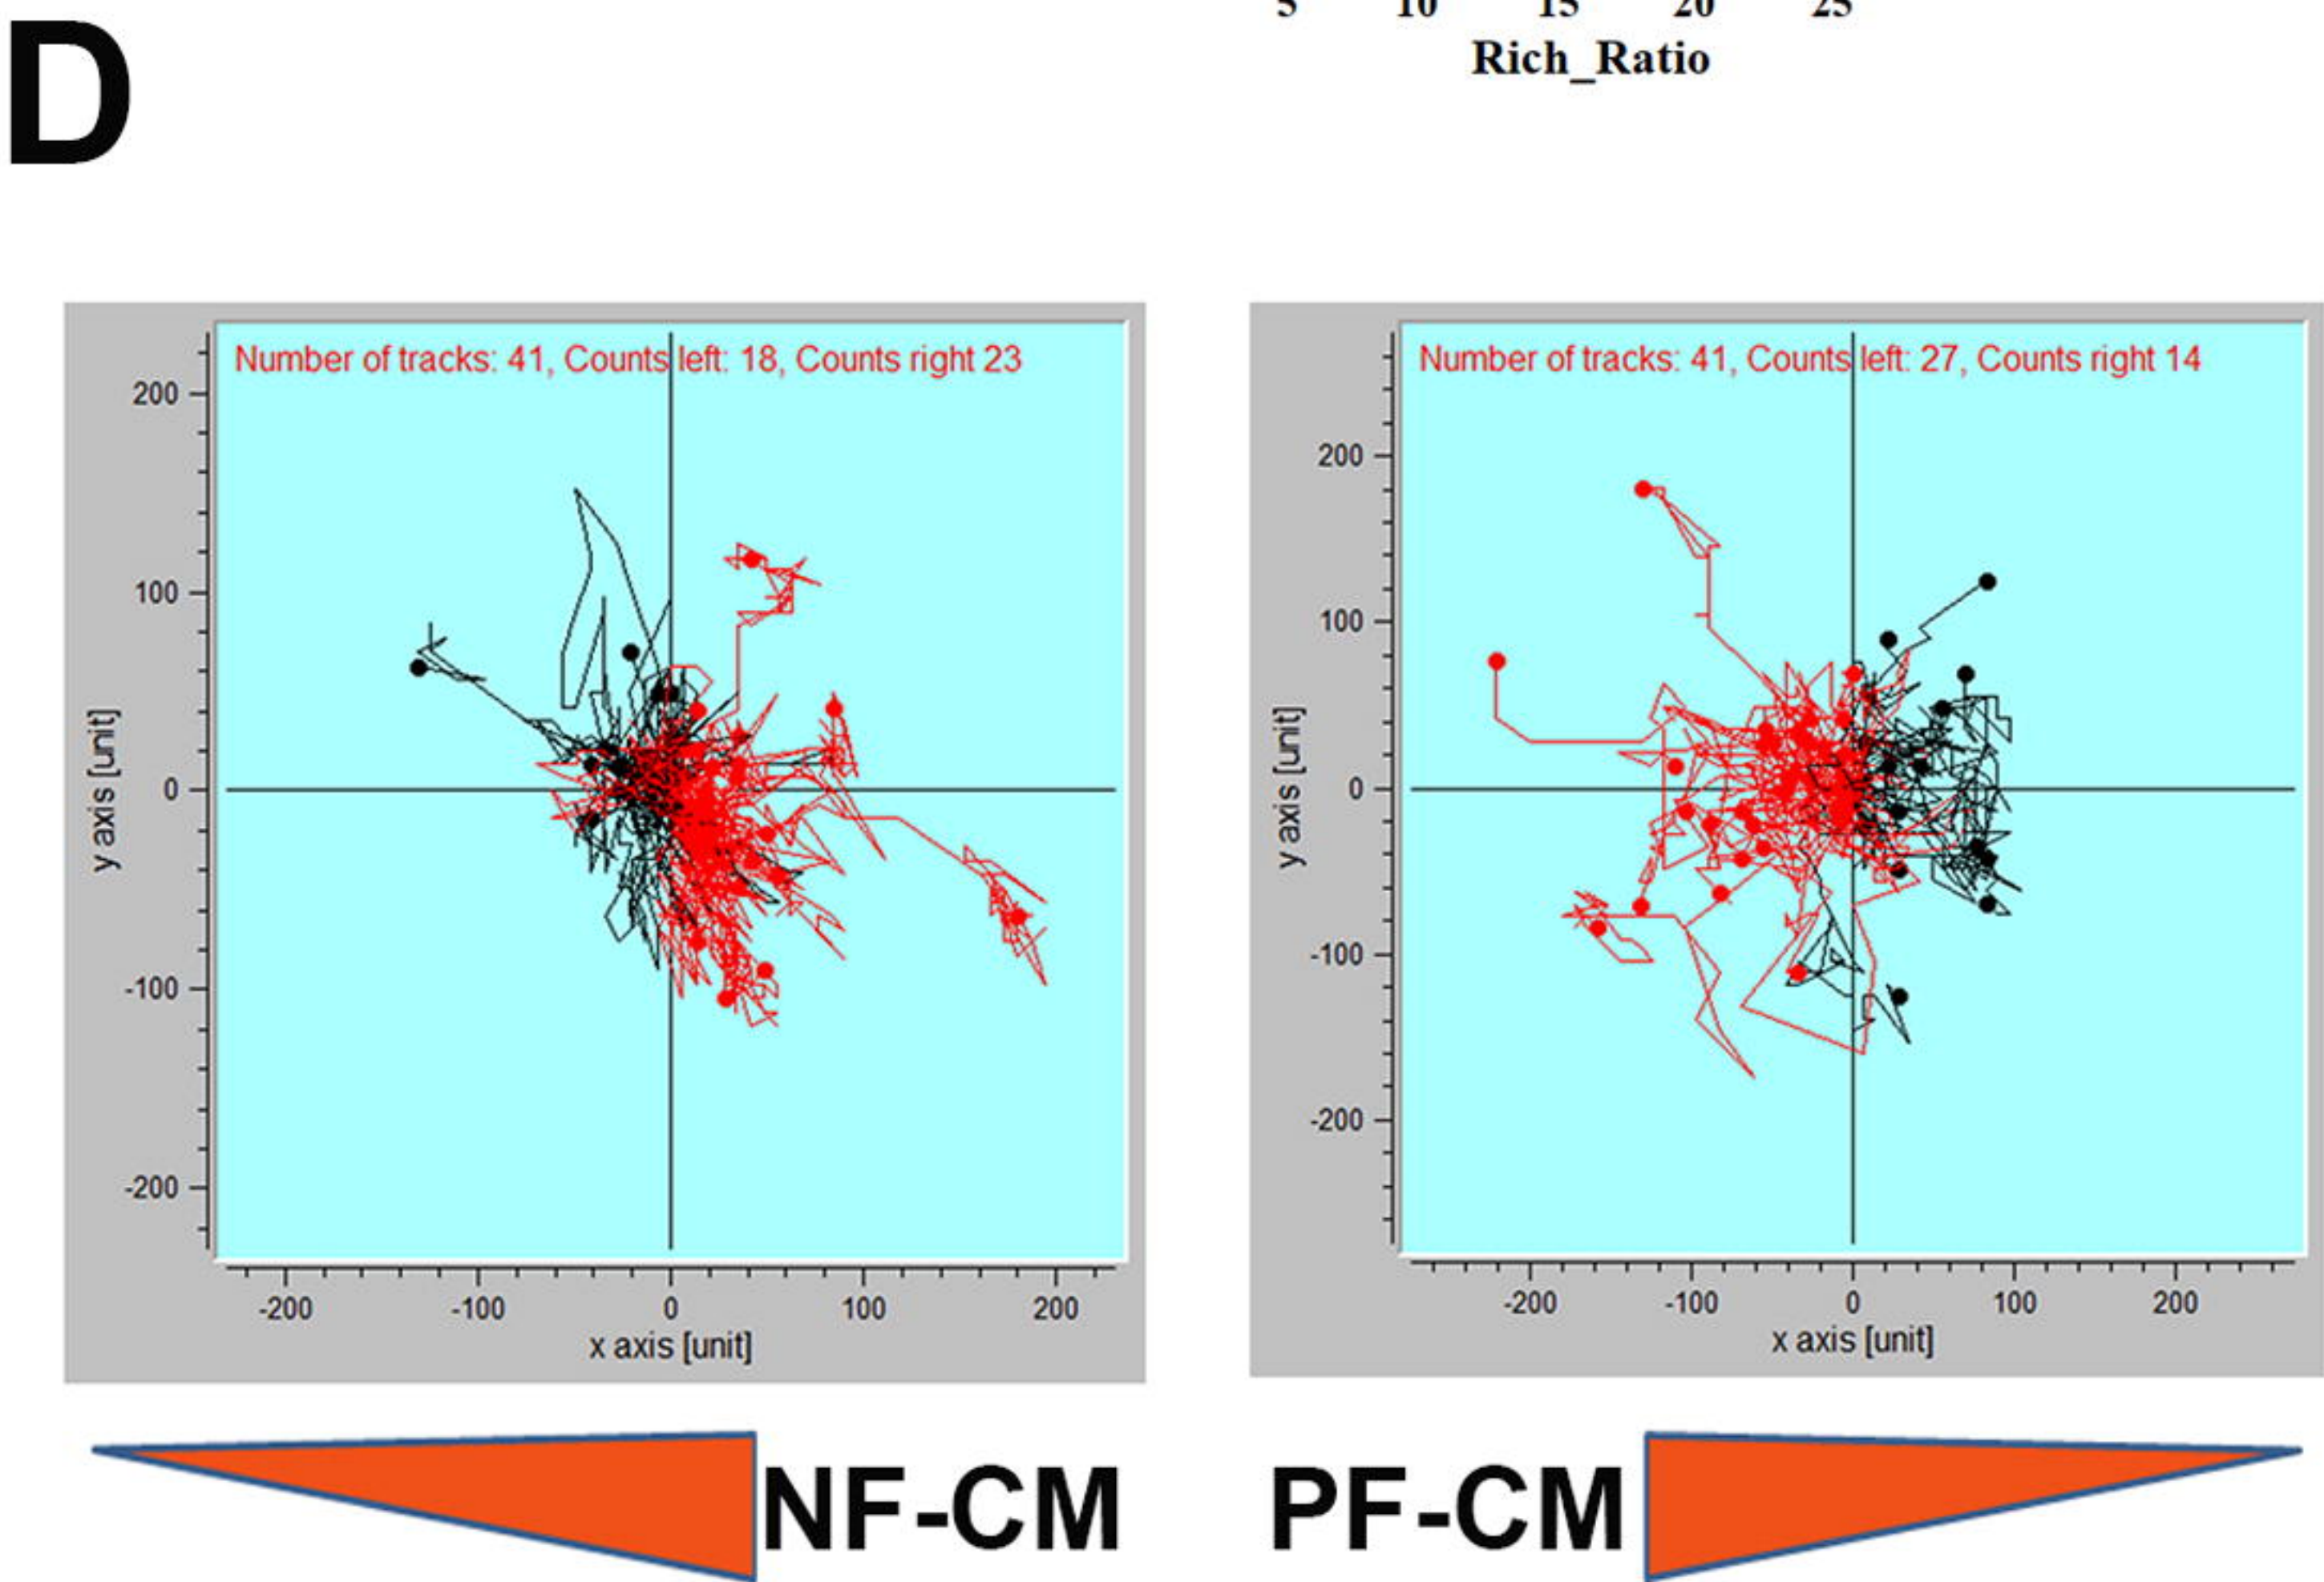 D
5 10 15 20 25
Rich_Ratio
Number of tracks: 41, Counts left: 18, Counts right 23
200
100
0
-100
-200
y axis [unit]
-200 -100 0 100 200
x axis [unit]
Number of tracks: 41, Counts left: 27, Counts right 14
200
100
0
-100
-200
y axis [unit]
-200 -100 0 100 200
x axis [unit]
NF-CM
PF-CM